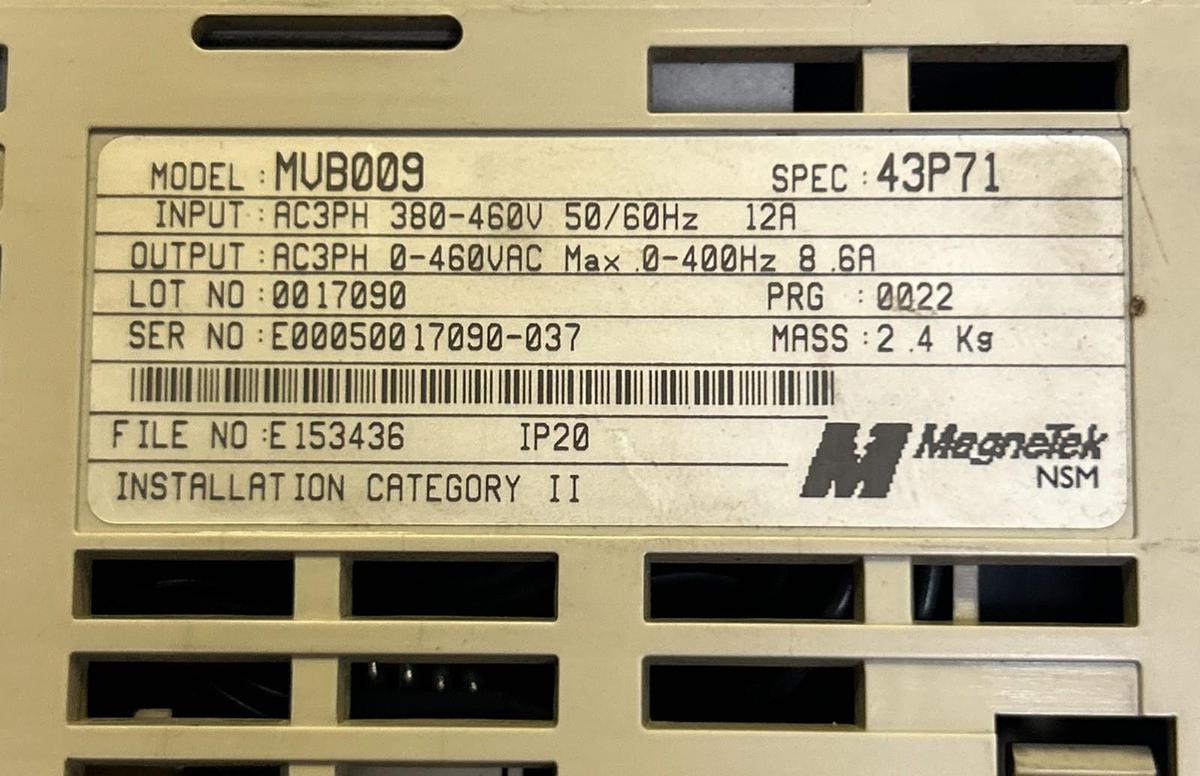 MODEL : MVB009 SPEC : 43P71
INPUT : AC3PH 380-460V 50/60Hz 12A
OUTPUT : AC3PH 0-460VAC Max .0-400Hz 8 .6A
LOT NO : 0017090 PRG : 0022
SER NO : E00050017090-037 MASS : 2 .4 Kg
FILE NO : E153436 IP20
MagneTek
NSM
INSTALLATION CATEGORY II